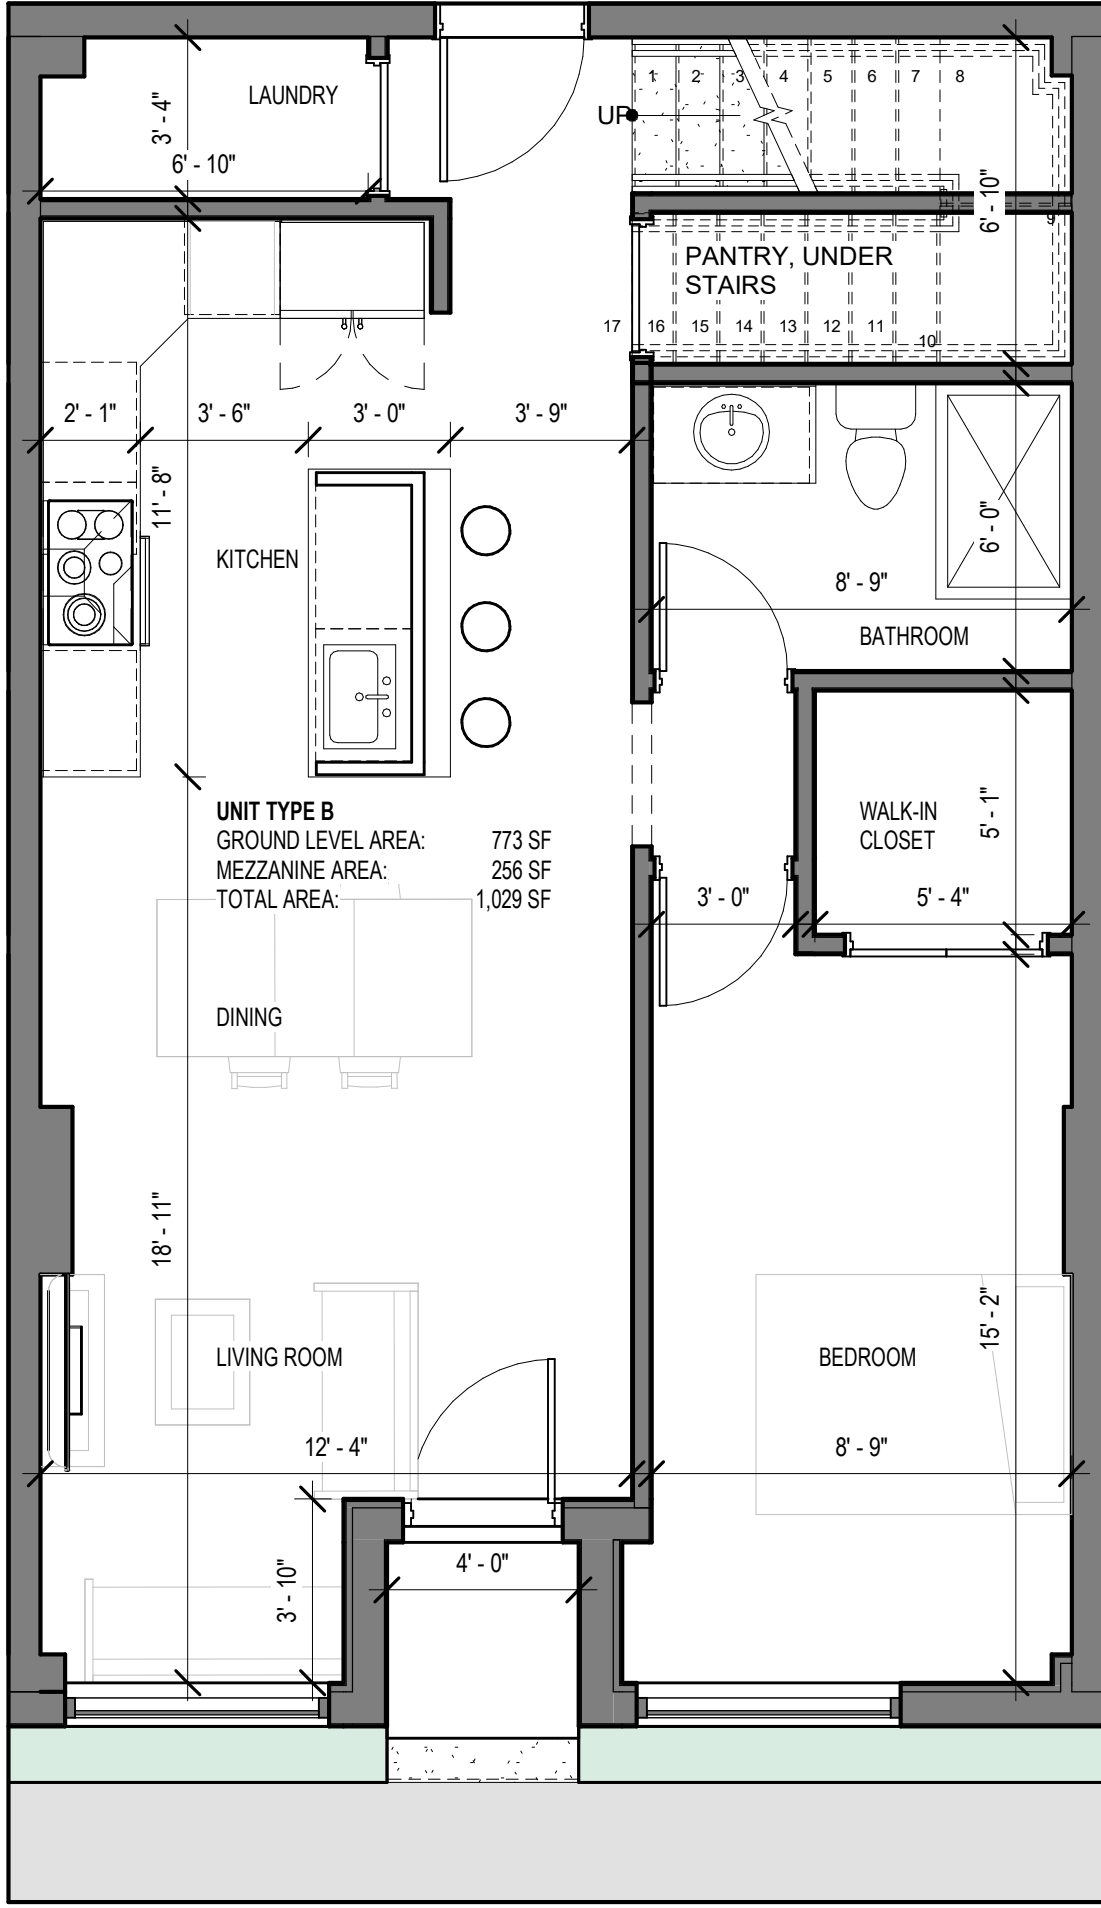 1 2 3 4 5 6 7 8
LAUNDRY
3' - 4"
UP
6' - 10"
6' - 10"
9
PANTRY, UNDER
STAIRS
17 16 15 14 13 12 11 10
2' - 1" 3' - 6" 3' - 0" 3' - 9"
11' - 8"
6' - 0"
KITCHEN
8' - 9"
BATHROOM
UNIT TYPE B
GROUND LEVEL AREA: 773 SF
MEZZANINE AREA: 256 SF
TOTAL AREA: 1,029 SF
WALK-IN
CLOSET
5' - 1"
3' - 0" 5' - 4"
DINING
18' - 11"
15' - 2"
LIVING ROOM
BEDROOM
12' - 4" 8' - 9"
4' - 0"
3' - 10"